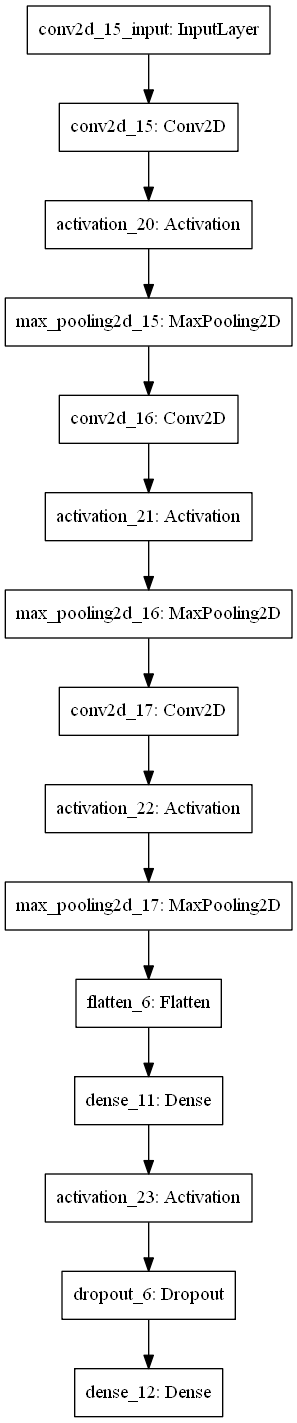 conv2d_15_input: InputLayer
conv2d_15: Conv2D
activation_20: Activation
max_pooling2d_15: MaxPooling2D
conv2d_16: Conv2D
activation_21: Activation
max_pooling2d_16: MaxPooling2D
conv2d_17: Conv2D
activation_22: Activation
max_pooling2d_17: MaxPooling2D
flatten_6: Flatten
dense_11: Dense
activation_23: Activation
dropout_6: Dropout
dense_12: Dense